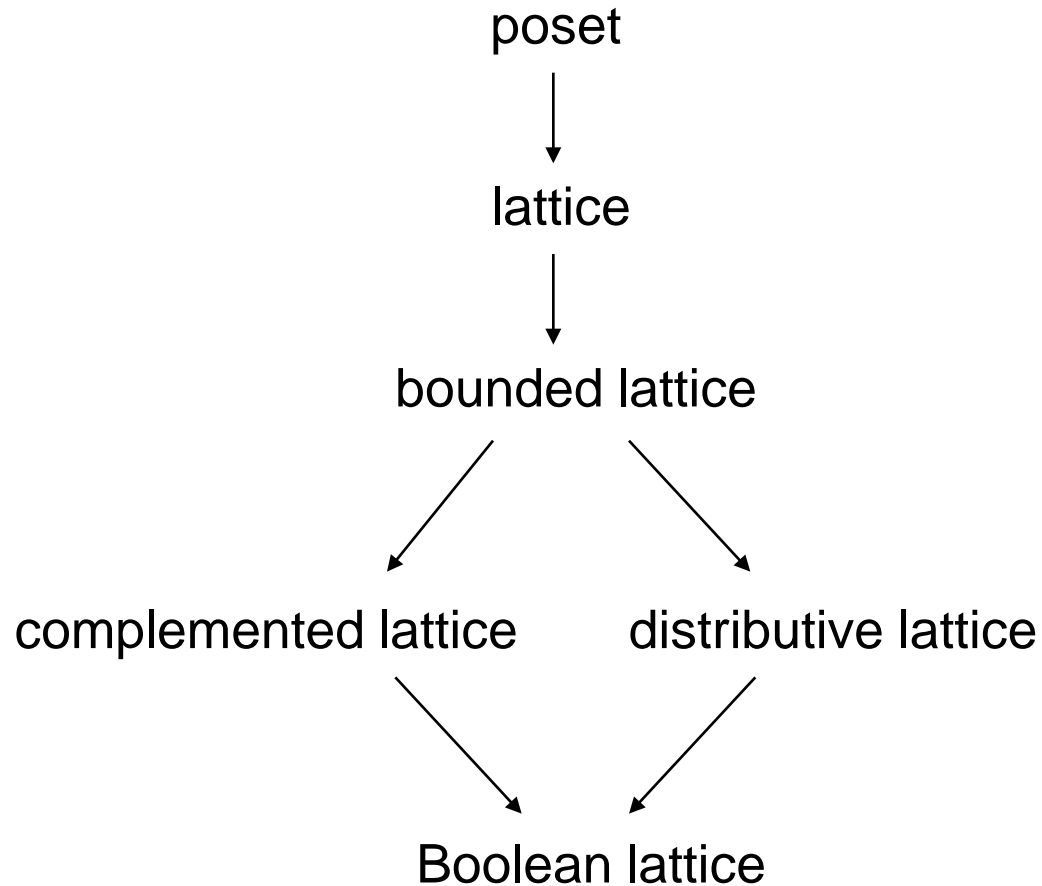 poset
lattice
bounded lattice
complemented lattice
distributive lattice
Boolean lattice